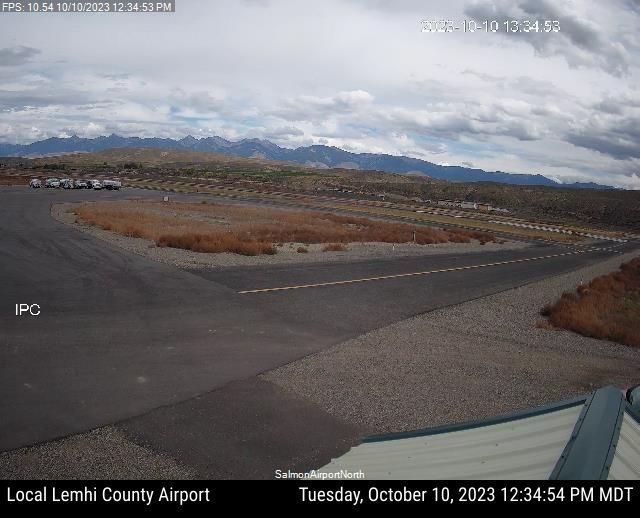 FPS: 10.54 10/10/2023 12:34:53 PM
2023-10-10 13:34:53
IPC
SalmonAirportNorth
Local Lemhi County Airport
Tuesday, October 10, 2023 12:34:54 PM MDT